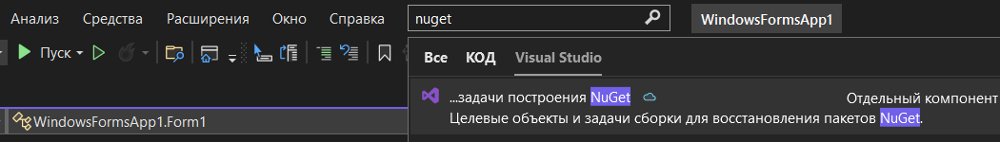 Анализ Средства Расширения Окно Справка nuget WindowsFormsApp1
Пуск Все КОД Visual Studio
...задачи построения NuGet Отдельный компонент
WindowsFormsApp1.Form1 Целевые объекты и задачи сборки для восстановления пакетов NuGet.